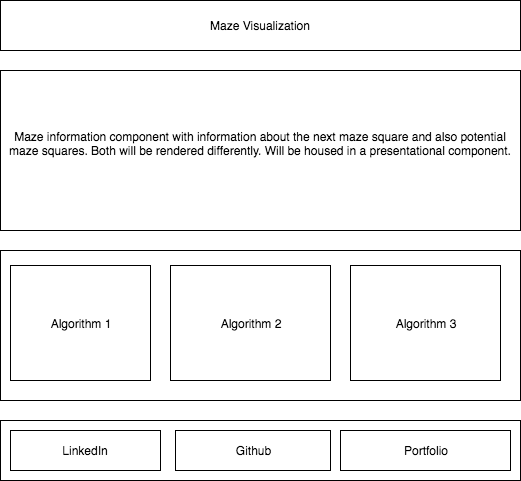 Maze Visualization
Maze information component with information about the next maze square and also potential
maze squares. Both will be rendered differently. Will be housed in a presentational component.
Algorithm 1
Algorithm 2
Algorithm 3
LinkedIn
Github
Portfolio